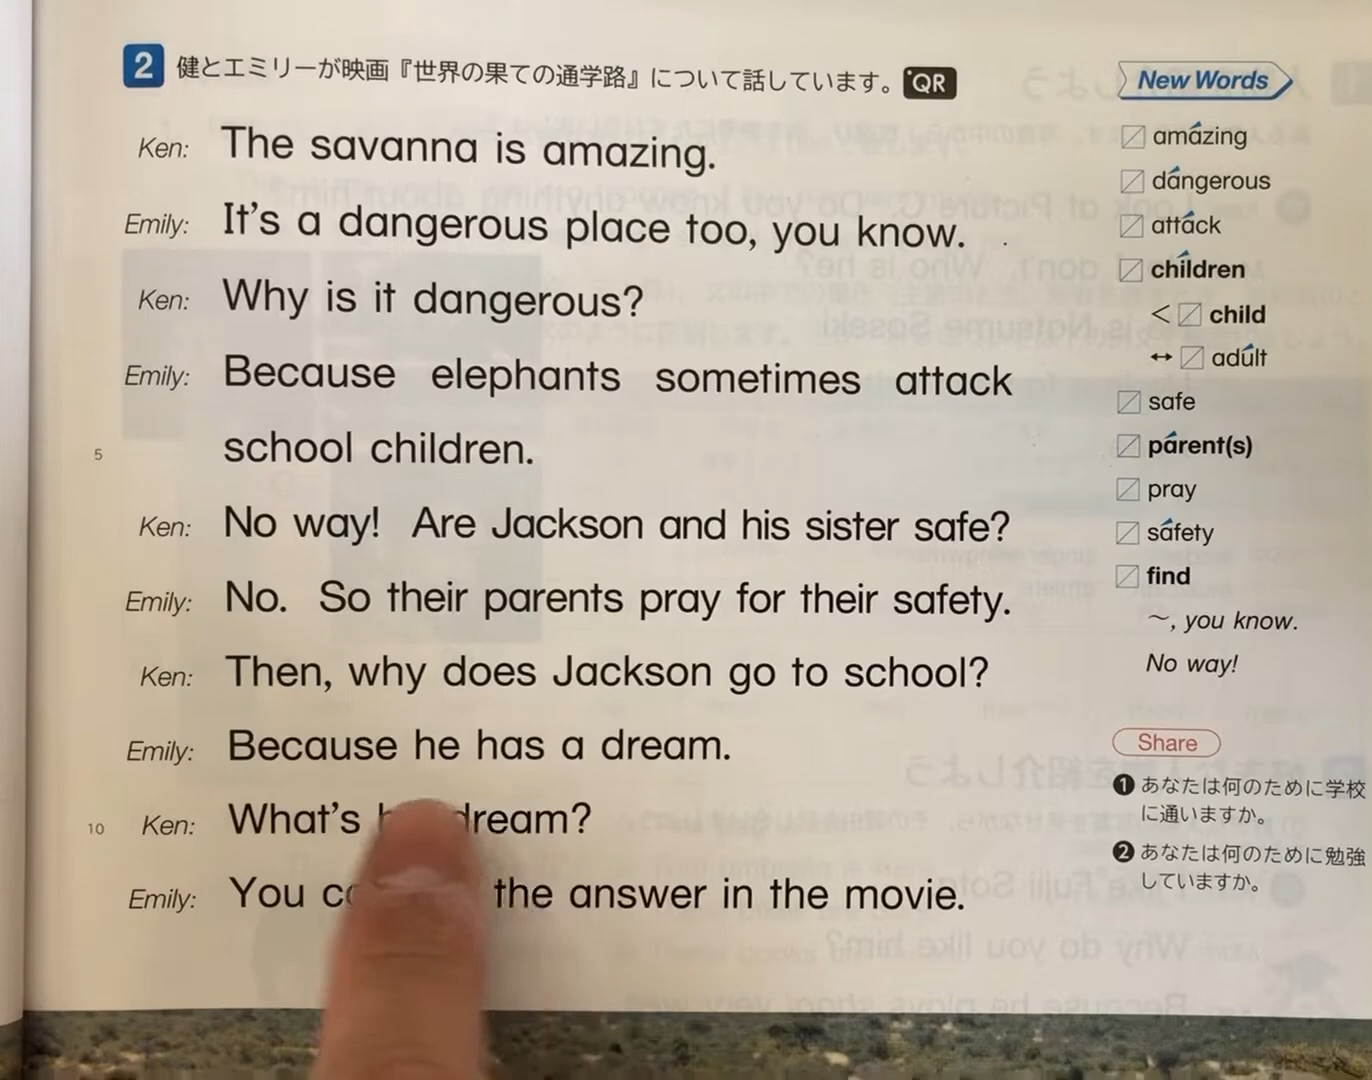 2 健とエミリーが映画『世界の果ての通学路』について話しています。 QR
Ken: The savanna is amazing.
Emily: It's a dangerous place too, you know.
Ken: Why is it dangerous?
Emily: Because elephants sometimes attack
5 school children.
Ken: No way! Are Jackson and his sister safe?
Emily: No. So their parents pray for their safety.
Ken: Then, why does Jackson go to school?
Emily: Because he has a dream.
10 Ken: What's dream?
Emily: You the answer in the movie.
New Words
amázing
dángerous
attáck
chíldren
< child
↔ adúlt
safe
párent(s)
pray
sáfety
find
〜, you know.
No way!
Share
❶ あなたは何のために学校
に通いますか。
❷ あなたは何のために勉強
していますか。